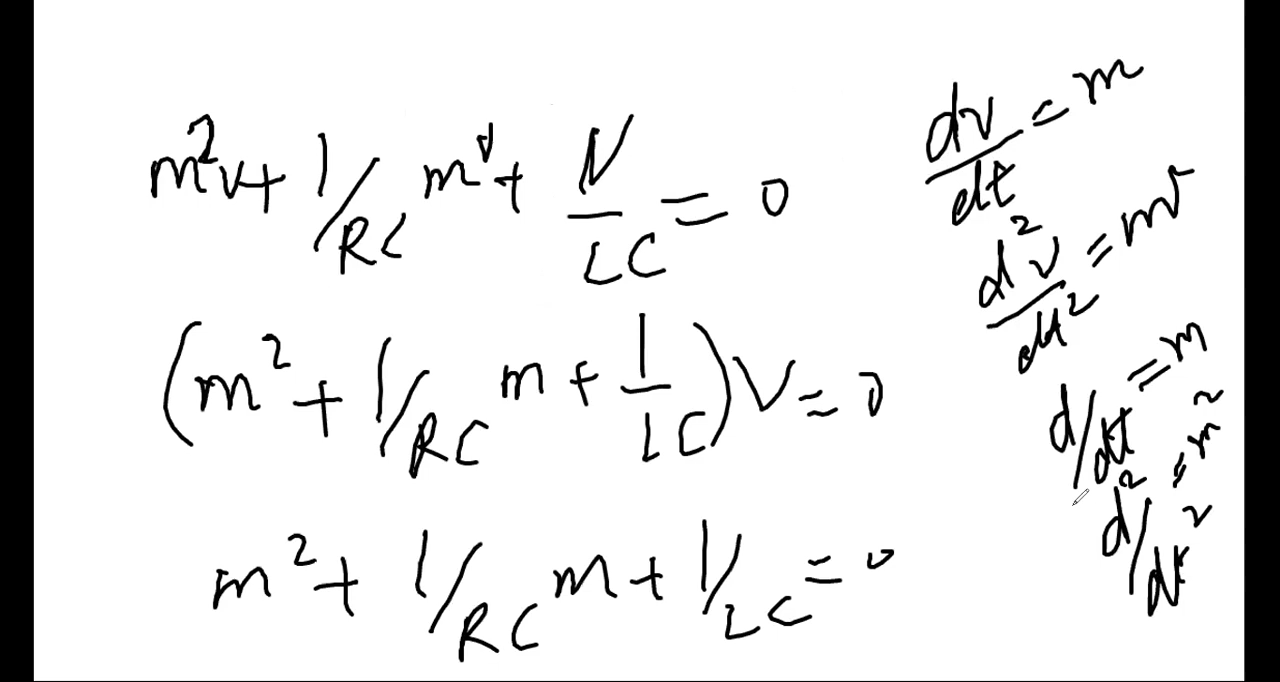 m²v + 1/RC mv + V/LC = 0
(m² + 1/RC m + 1/LC) V = 0
m² + 1/RC m + 1/LC = 0
dv/dt = m
d²v/dt² = m²
d/dt = m
d²/dt² = m²